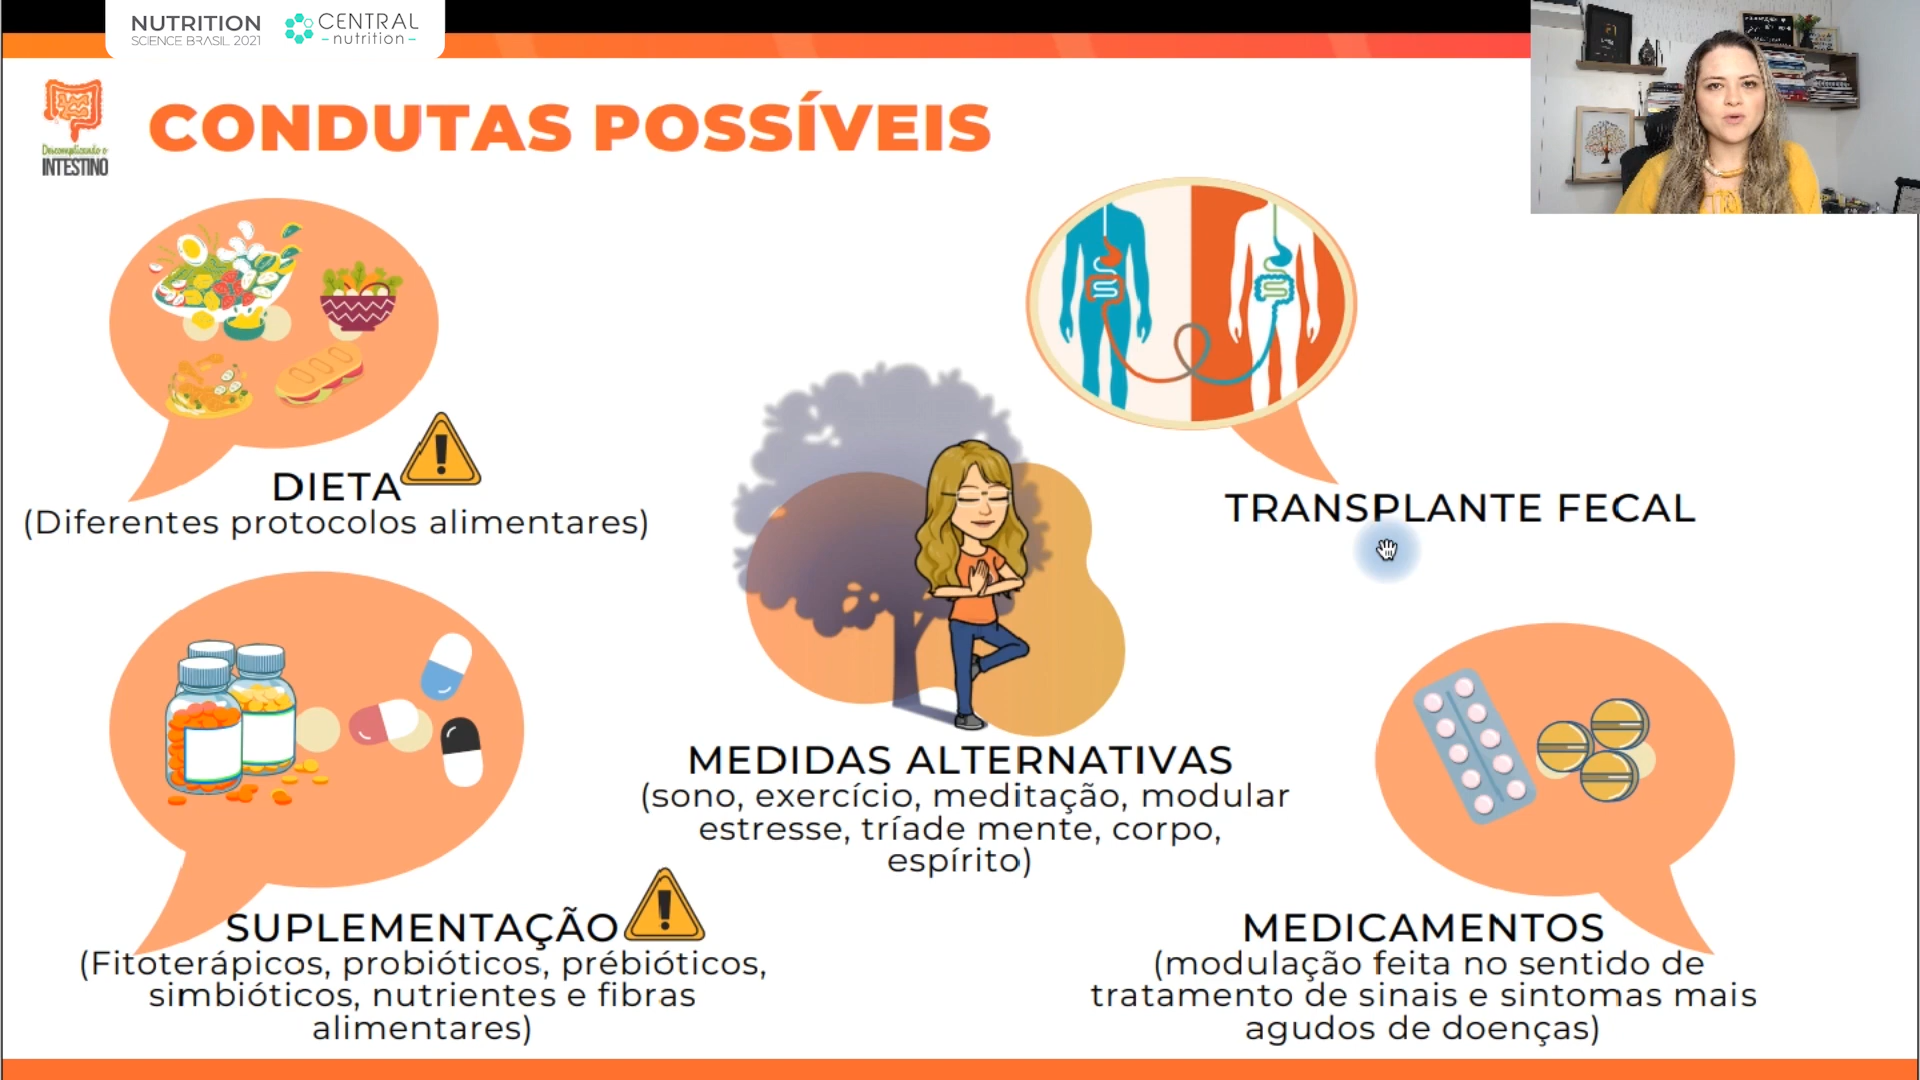 NUTRITION
SCIENCE BRASIL 2021
CENTRAL
nutrition
Descomplicando o
INTESTINO
CONDUTAS POSSÍVEIS
DIETA
(Diferentes protocolos alimentares)
TRANSPLANTE FECAL
MEDIDAS ALTERNATIVAS
(sono, exercício, meditação, modular
estresse, tríade mente, corpo,
espírito)
SUPLEMENTAÇÃO
(Fitoterápicos, probióticos, prébióticos,
simbióticos, nutrientes e fibras
alimentares)
MEDICAMENTOS
(modulação feita no sentido de
tratamento de sinais e sintomas mais
agudos de doenças)